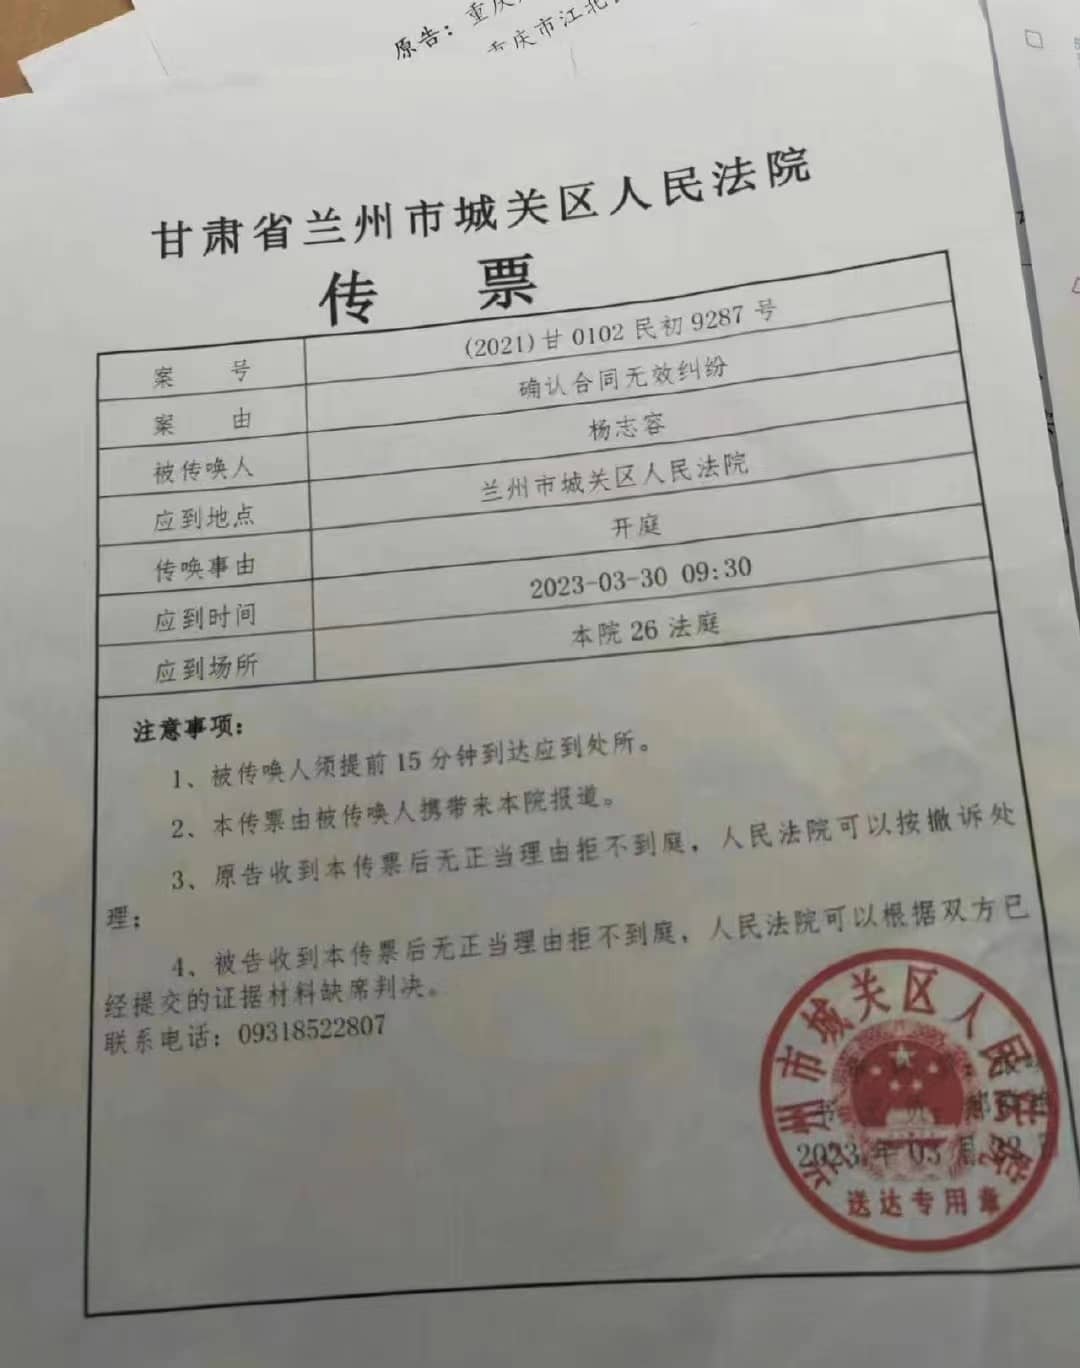 原告：重庆
庆市江北
甘肃省兰州市城关区人民法院
传 票
案 号 (2021)甘 0102 民初 9287 号
案 由 确认合同无效纠纷
被传唤人 杨志容
应到地点 兰州市城关区人民法院
传唤事由 开庭
应到时间 2023-03-30 09:30
应到场所 本院 26 法庭
注意事项：
1、被传唤人须提前 15 分钟到达应到处所。
2、本传票由被传唤人携带来本院报道。
3、原告收到本传票后无正当理由拒不到庭，人民法院可以按撤诉处
理；
4、被告收到本传票后无正当理由拒不到庭，人民法院可以根据双方已
经提交的证据材料缺席判决。
联系电话：09318522807
兰州市城关区人民法院
书
2023 年 03 月
送达专用章